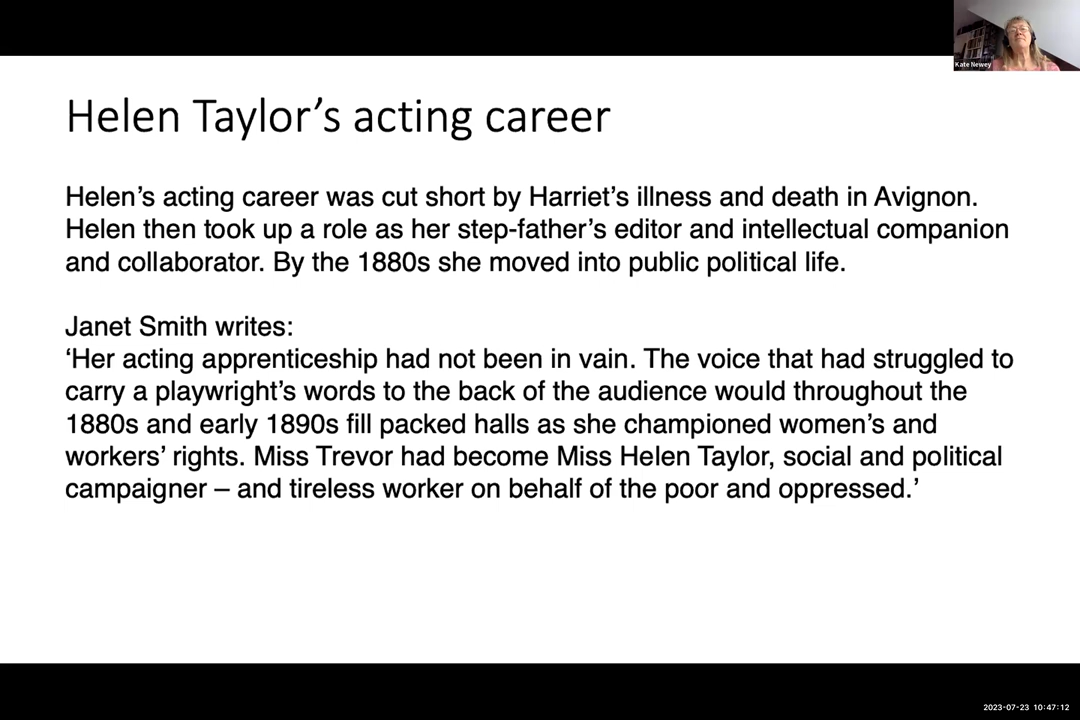 Kate Newey
Helen Taylor’s acting career
Helen’s acting career was cut short by Harriet’s illness and death in Avignon.
Helen then took up a role as her step-father’s editor and intellectual companion
and collaborator. By the 1880s she moved into public political life.
Janet Smith writes:
‘Her acting apprenticeship had not been in vain. The voice that had struggled to
carry a playwright’s words to the back of the audience would throughout the
1880s and early 1890s fill packed halls as she championed women’s and
workers’ rights. Miss Trevor had become Miss Helen Taylor, social and political
campaigner – and tireless worker on behalf of the poor and oppressed.’
2023-07-23 10:47:12